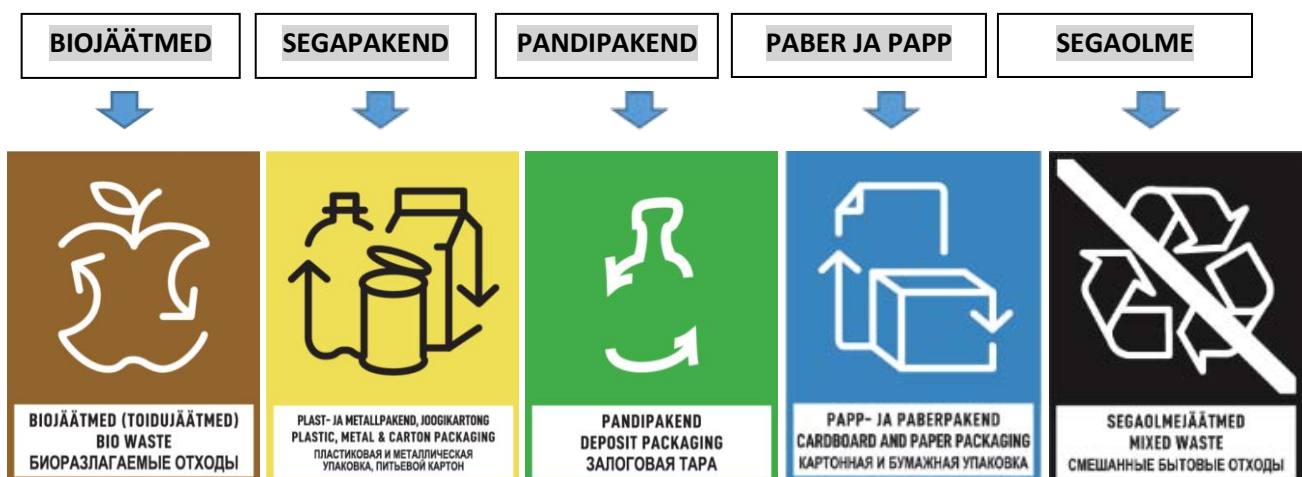 BIOJÄÄTMED
SEGAPAKEND
PANDIPAKEND
PABER JA PAPP
SEGAOLME
BIOJÄÄTMED (TOIDUJÄÄTMED)
BIO WASTE
БИОРАЗЛАГАЕМЫЕ ОТХОДЫ
PLAST- JA METALLPAKEND, JOOGIKARTONG
PLASTIC, METAL & CARTON PACKAGING
ПЛАСТИКОВАЯ И МЕТАЛЛИЧЕСКАЯ
УПАКОВКА, ПИТЬЕВОЙ КАРТОН
PANDIPAKEND
DEPOSIT PACKAGING
ЗАЛОГОВАЯ ТАРА
PAPP- JA PABERPAKEND
CARDBOARD AND PAPER PACKAGING
КАРТОННАЯ И БУМАЖНАЯ УПАКОВКА
SEGAOLMEJÄÄTMED
MIXED WASTE
СМЕШАННЫЕ БЫТОВЫЕ ОТХОДЫ